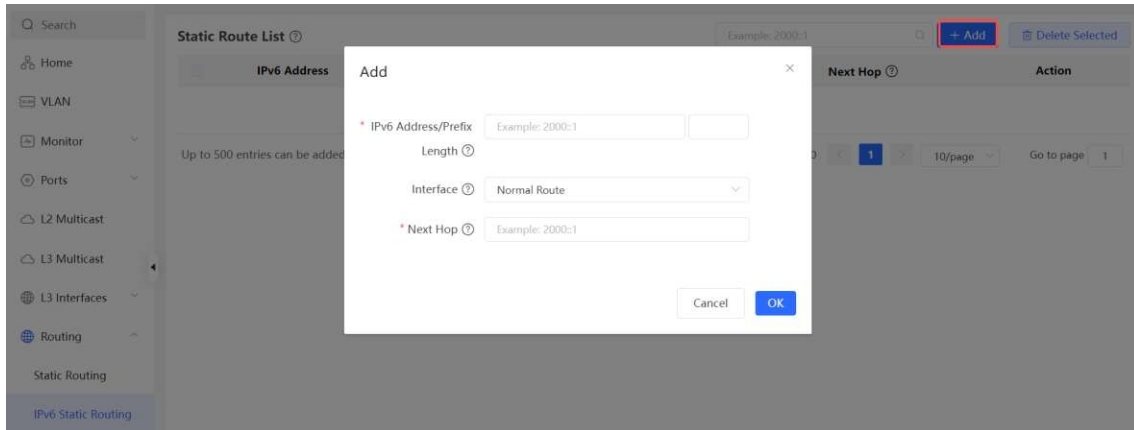 Search
Home
VLAN
Monitor
Ports
L2 Multicast
L3 Multicast
L3 Interfaces
Routing
Static Routing
IPv6 Static Routing
Static Route List
Example: 2000::1
+ Add
Delete Selected
IPv6 Address
Next Hop
Action
Up to 500 entries can be added
1
10/page
Go to page 1
Add
* IPv6 Address/Prefix
Length
Example: 2000::1
Interface
Normal Route
* Next Hop
Example: 2000::1
Cancel
OK